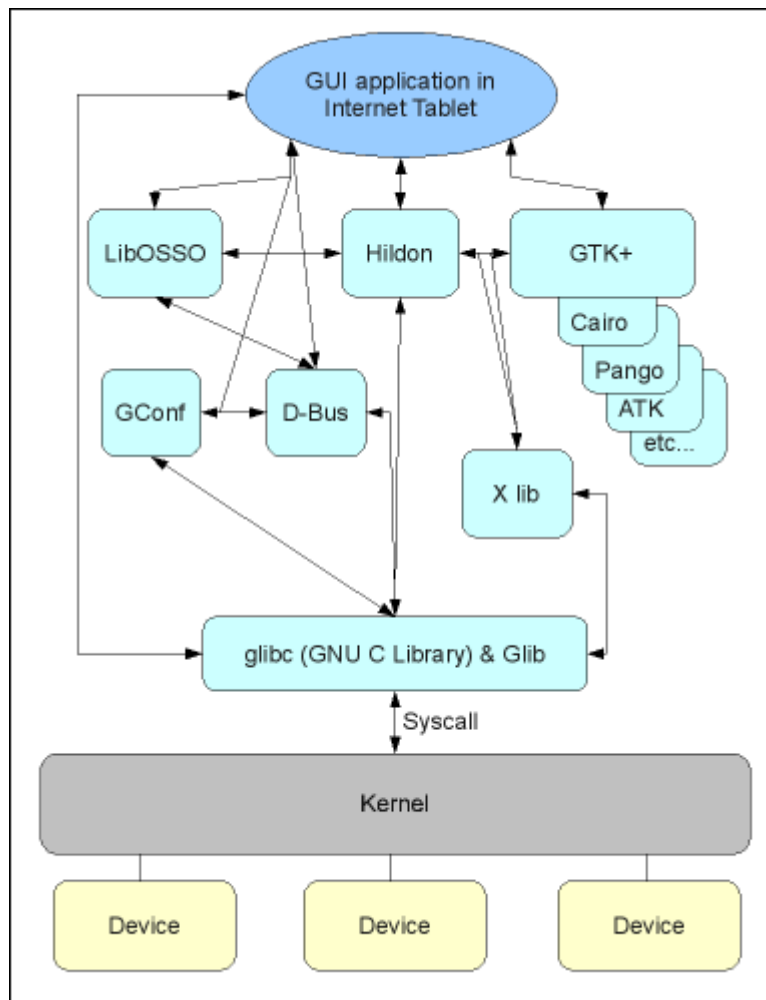 GUI application in
Internet Tablet
LibOSSO
Hildon
GTK+
Cairo
Pango
ATK
etc...
GConf
D-Bus
X lib
glibc (GNU C Library) & Glib
Syscall
Kernel
Device
Device
Device